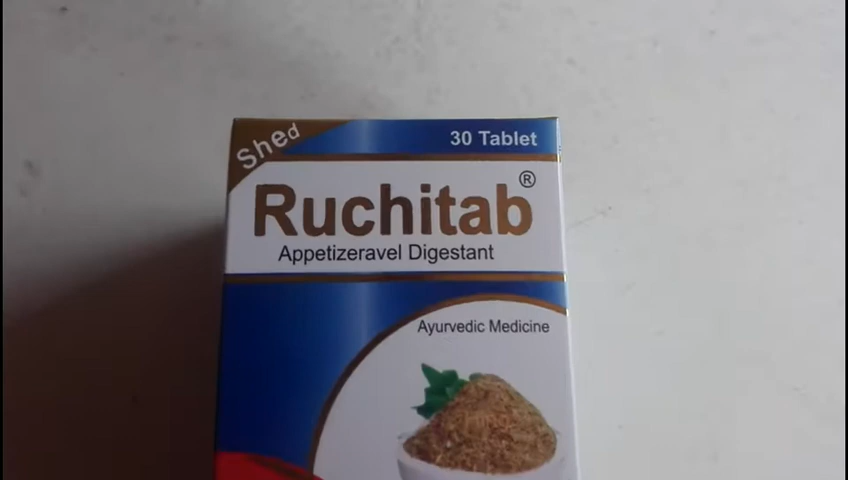 Shed
30 Tablet
Ruchitab®
Appetizeravel Digestant
Ayurvedic Medicine